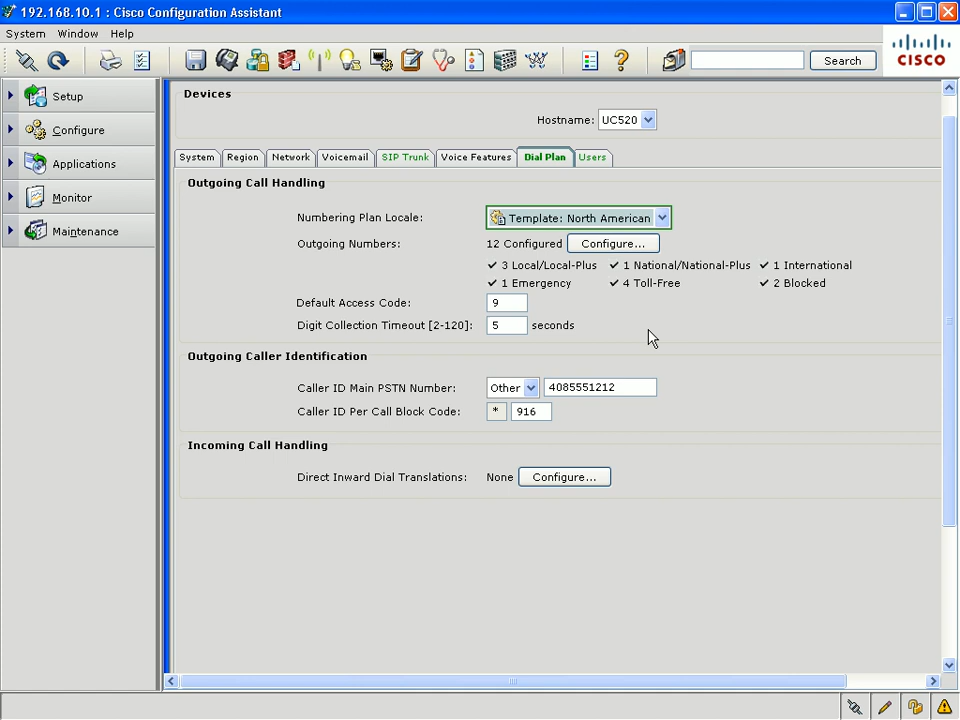 192.168.10.1 : Cisco Configuration Assistant
System Window Help
Search
CISCO
Setup
Configure
Applications
Monitor
Maintenance
Devices
Hostname: UC520
System Region Network Voicemail SIP Trunk Voice Features Dial Plan Users
Outgoing Call Handling
Numbering Plan Locale: Template: North American
Outgoing Numbers: 12 Configured Configure...
✓ 3 Local/Local-Plus ✓ 1 National/National-Plus ✓ 1 International
✓ 1 Emergency ✓ 4 Toll-Free ✓ 2 Blocked
Default Access Code: 9
Digit Collection Timeout [2-120]: 5 seconds
Outgoing Caller Identification
Caller ID Main PSTN Number: Other 4085551212
Caller ID Per Call Block Code: * 916
Incoming Call Handling
Direct Inward Dial Translations: None Configure...